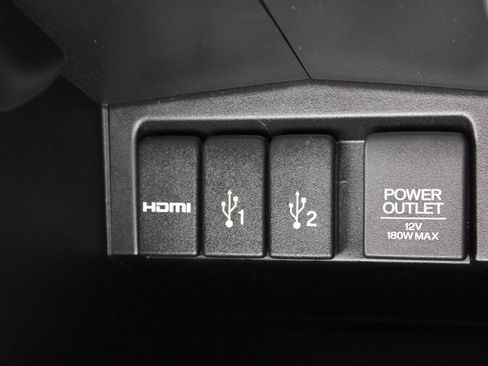 HDMI
1
2
POWER
OUTLET
12V
180W MAX